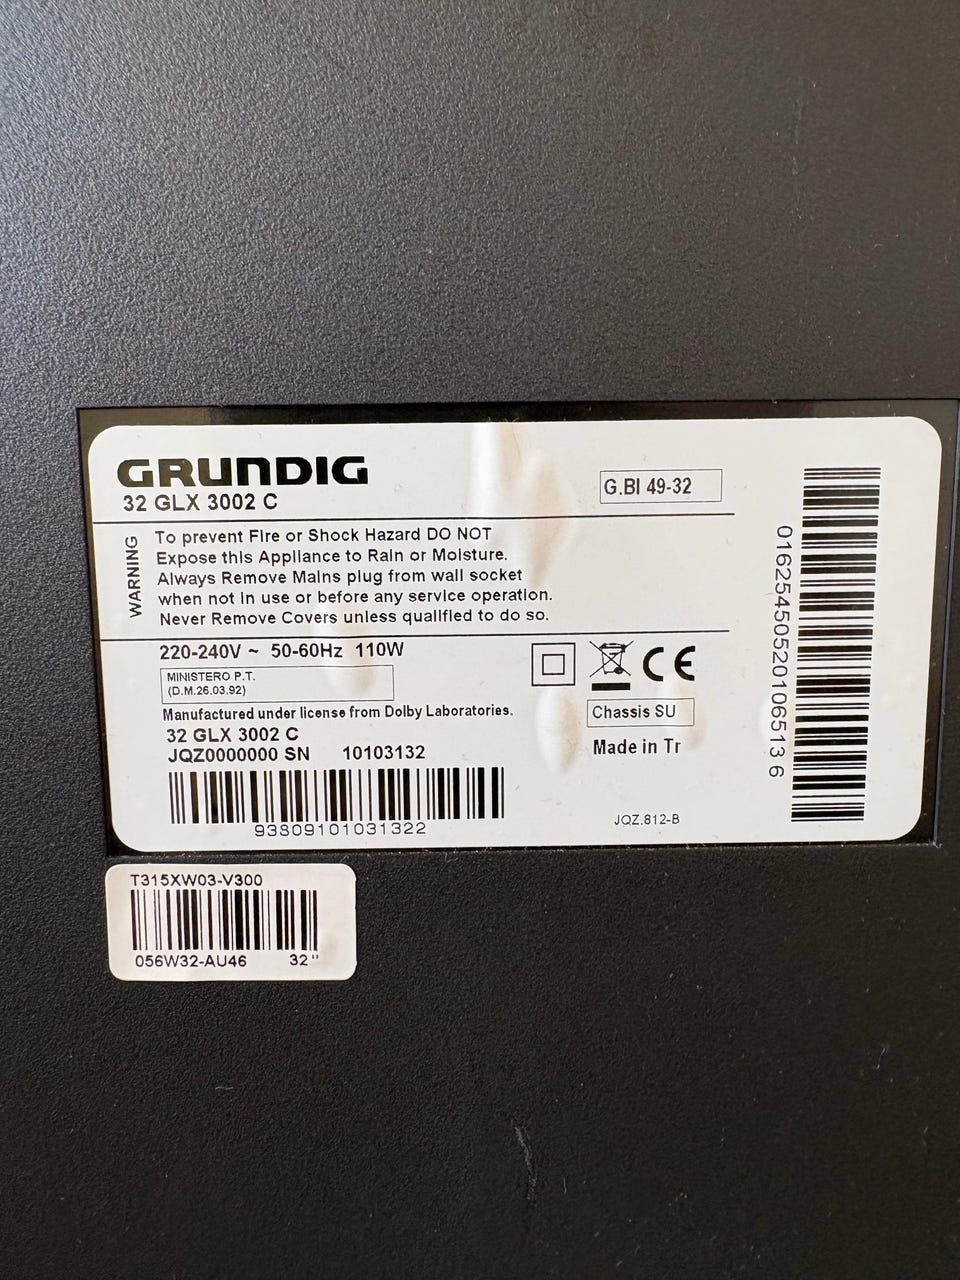 GRUNDIG
32 GLX 3002 C
G.BI 49-32
WARNING
To prevent Fire or Shock Hazard DO NOT
Expose this Appliance to Rain or Moisture.
Always Remove Mains plug from wall socket
when not in use or before any service operation.
Never Remove Covers unless qualified to do so.
220-240V ~ 50-60Hz 110W
MINISTERO P.T.
(D.M.26.03.92)
CE
Manufactured under license from Dolby Laboratories.
Chassis SU
32 GLX 3002 C
JQZ0000000 SN 10103132
Made in Tr
93809101031322
JQZ.812-B
01625450520106513 6
T315XW03-V300
056W32-AU46 32"